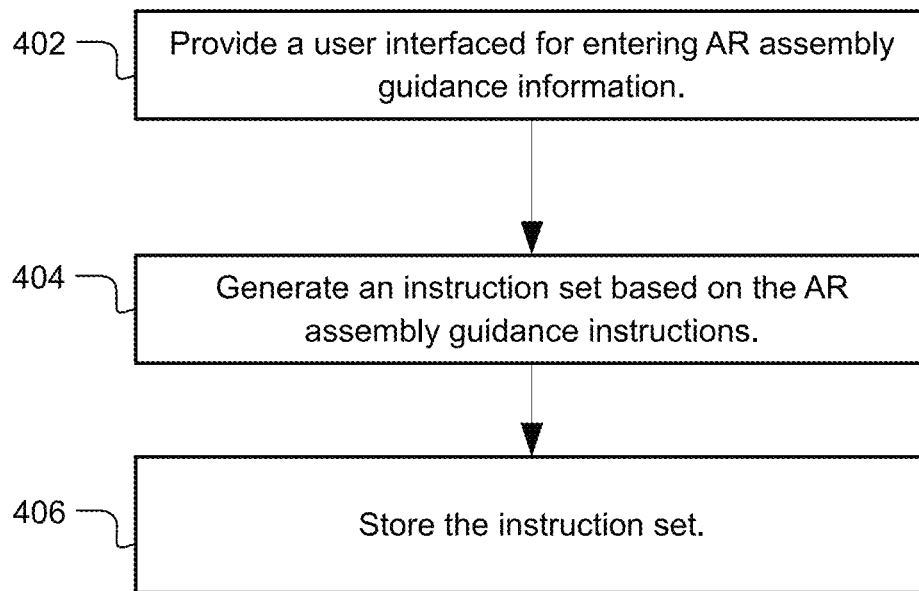 402
Provide a user interfaced for entering AR assembly
guidance information.
404
Generate an instruction set based on the AR
assembly guidance instructions.
406
Store the instruction set.